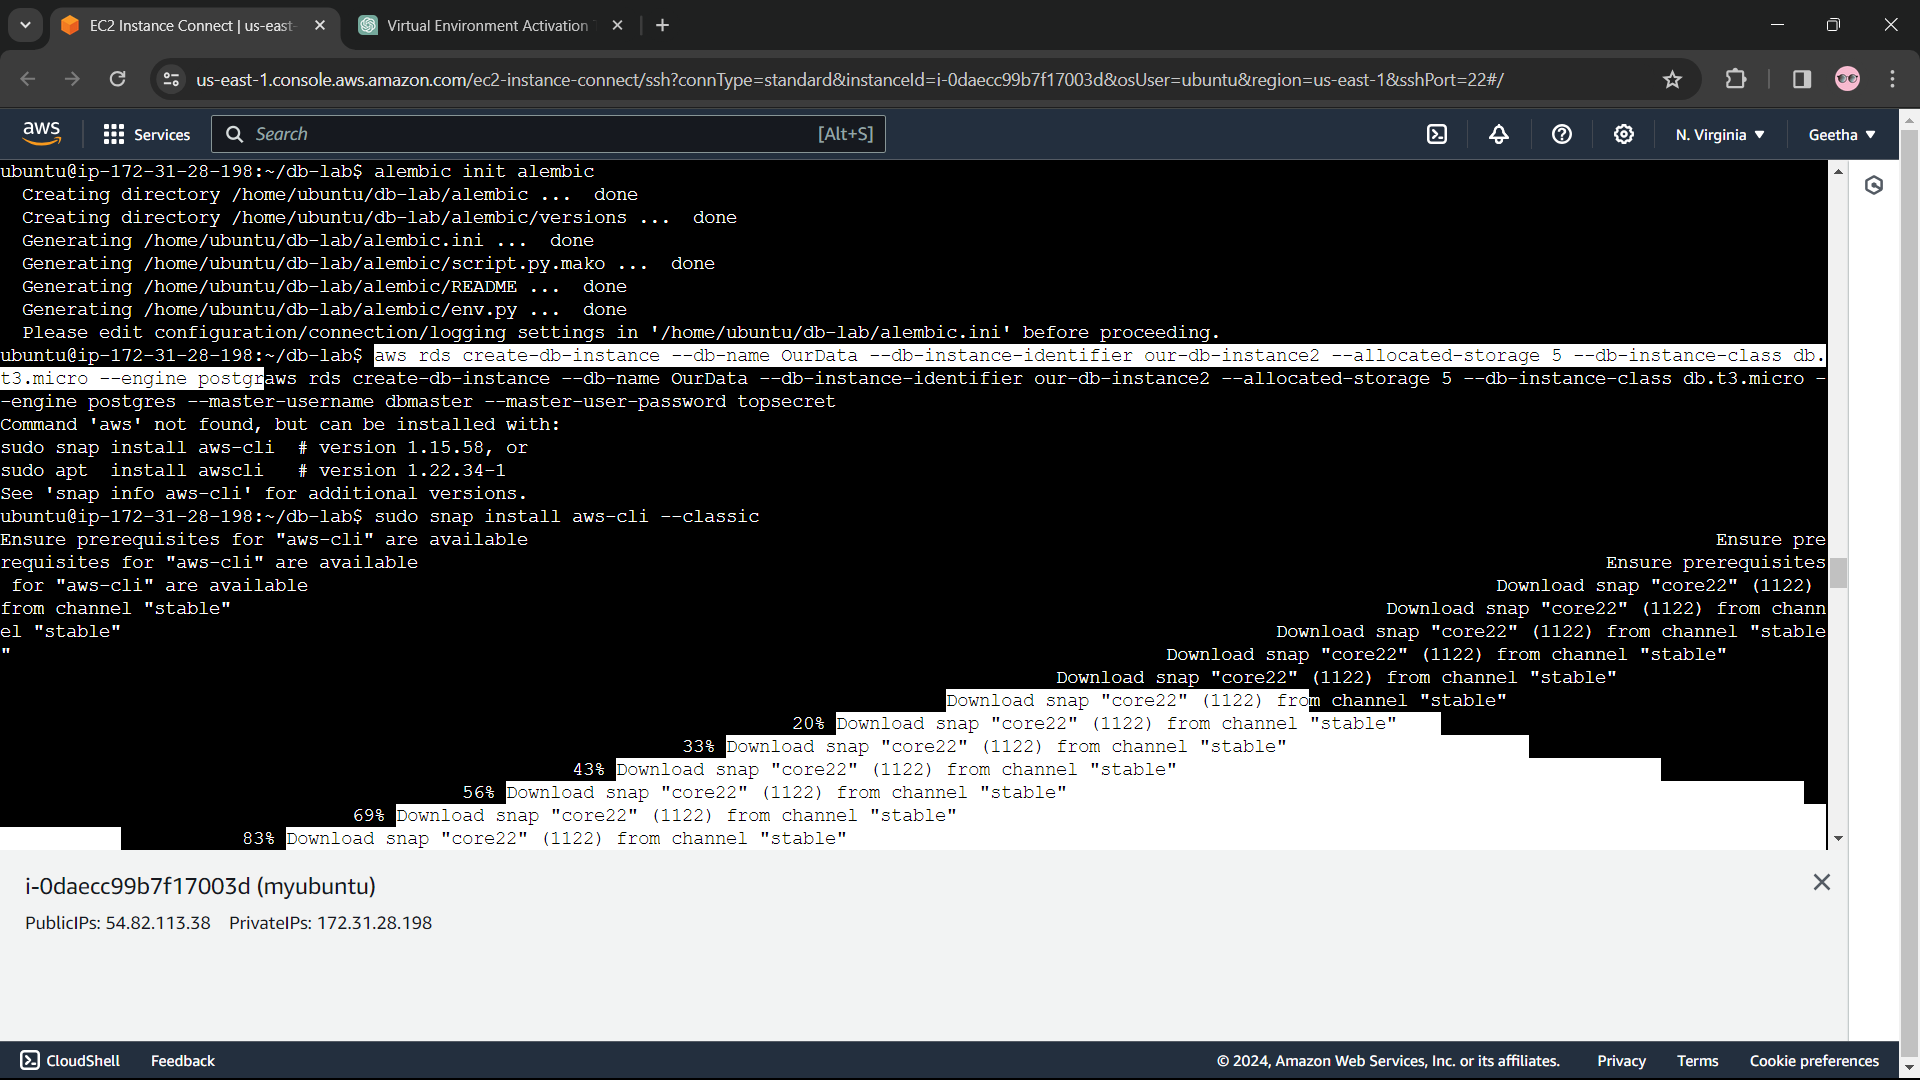 EC2 Instance Connect | us-east-
Virtual Environment Activation
us-east-1.console.aws.amazon.com/ec2-instance-connect/ssh?connType=standard&instanceId=i-0daecc99b7f17003d&osUser=ubuntu&region=us-east-1&sshPort=22#/
aws
Services
Search
[Alt+S]
N. Virginia
Geetha
ubuntu@ip-172-31-28-198:~/db-lab$ alembic init alembic
Creating directory /home/ubuntu/db-lab/alembic ...  done
Creating directory /home/ubuntu/db-lab/alembic/versions ...  done
Generating /home/ubuntu/db-lab/alembic.ini ...  done
Generating /home/ubuntu/db-lab/alembic/script.py.mako ...  done
Generating /home/ubuntu/db-lab/alembic/README ...  done
Generating /home/ubuntu/db-lab/alembic/env.py ...  done
Please edit configuration/connection/logging settings in '/home/ubuntu/db-lab/alembic.ini' before proceeding.
ubuntu@ip-172-31-28-198:~/db-lab$ aws rds create-db-instance --db-name OurData --db-instance-identifier our-db-instance2 --allocated-storage 5 --db-instance-class db.
t3.micro --engine postgraws rds create-db-instance --db-name OurData --db-instance-identifier our-db-instance2 --allocated-storage 5 --db-instance-class db.t3.micro -
-engine postgres --master-username dbmaster --master-user-password topsecret
Command 'aws' not found, but can be installed with:
sudo snap install aws-cli  # version 1.15.58, or
sudo apt  install awscli   # version 1.22.34-1
See 'snap info aws-cli' for additional versions.
ubuntu@ip-172-31-28-198:~/db-lab$ sudo snap install aws-cli --classic
Ensure prerequisites for "aws-cli" are available Ensure pre
requisites for "aws-cli" are available Ensure prerequisites
for "aws-cli" are available Download snap "core22" (1122)
from channel "stable" Download snap "core22" (1122) from chann
el "stable" Download snap "core22" (1122) from channel "stable
" Download snap "core22" (1122) from channel "stable"
Download snap "core22" (1122) from channel "stable"
Download snap "core22" (1122) from channel "stable"
20% Download snap "core22" (1122) from channel "stable"
33% Download snap "core22" (1122) from channel "stable"
43% Download snap "core22" (1122) from channel "stable"
56% Download snap "core22" (1122) from channel "stable"
69% Download snap "core22" (1122) from channel "stable"
83% Download snap "core22" (1122) from channel "stable"
i-0daecc99b7f17003d (myubuntu)
PublicIPs: 54.82.113.38 PrivateIPs: 172.31.28.198
CloudShell
Feedback
© 2024, Amazon Web Services, Inc. or its affiliates.
Privacy
Terms
Cookie preferences